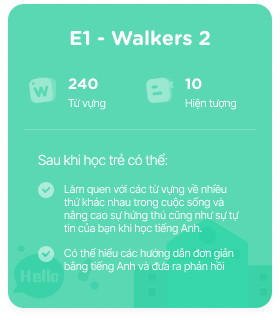 E1 - Walkers 2
W
240
Từ vựng
10
Hiện tượng
Sau khi học trẻ có thể:
Làm quen với các từ vựng về nhiều
thứ khác nhau trong cuộc sống và
nâng cao sự hứng thú cũng như sự tự
tin của bạn khi học tiếng Anh.
Có thể hiểu các hướng dẫn đơn giản
bằng tiếng Anh và đưa ra phản hồi
Hello